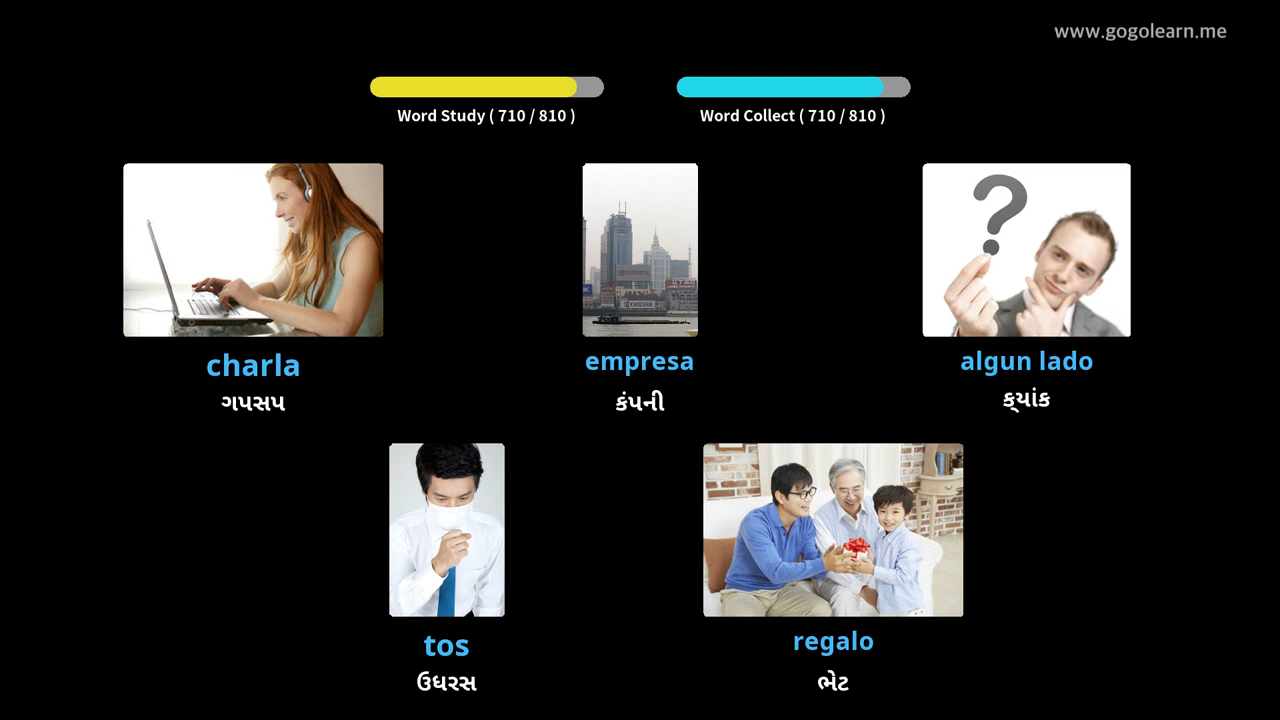 www.gogolearn.me
Word Study ( 710 / 810 )
Word Collect ( 710 / 810 )
TOYOTA
charla
empresa
algun lado
ગપસપ
કંપની
ક્યાંક
tos
regalo
ઉધરસ
ભેટ